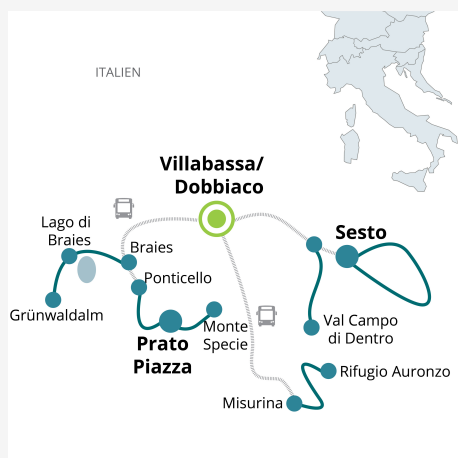 ITALIEN
Villabassa/
Dobbiaco
Lago di
Braies
Braies
Sesto
Ponticello
Grünwaldalm
Monte
Specie
Val Campo
di Dentro
Prato
Piazza
Rifugio Auronzo
Misurina